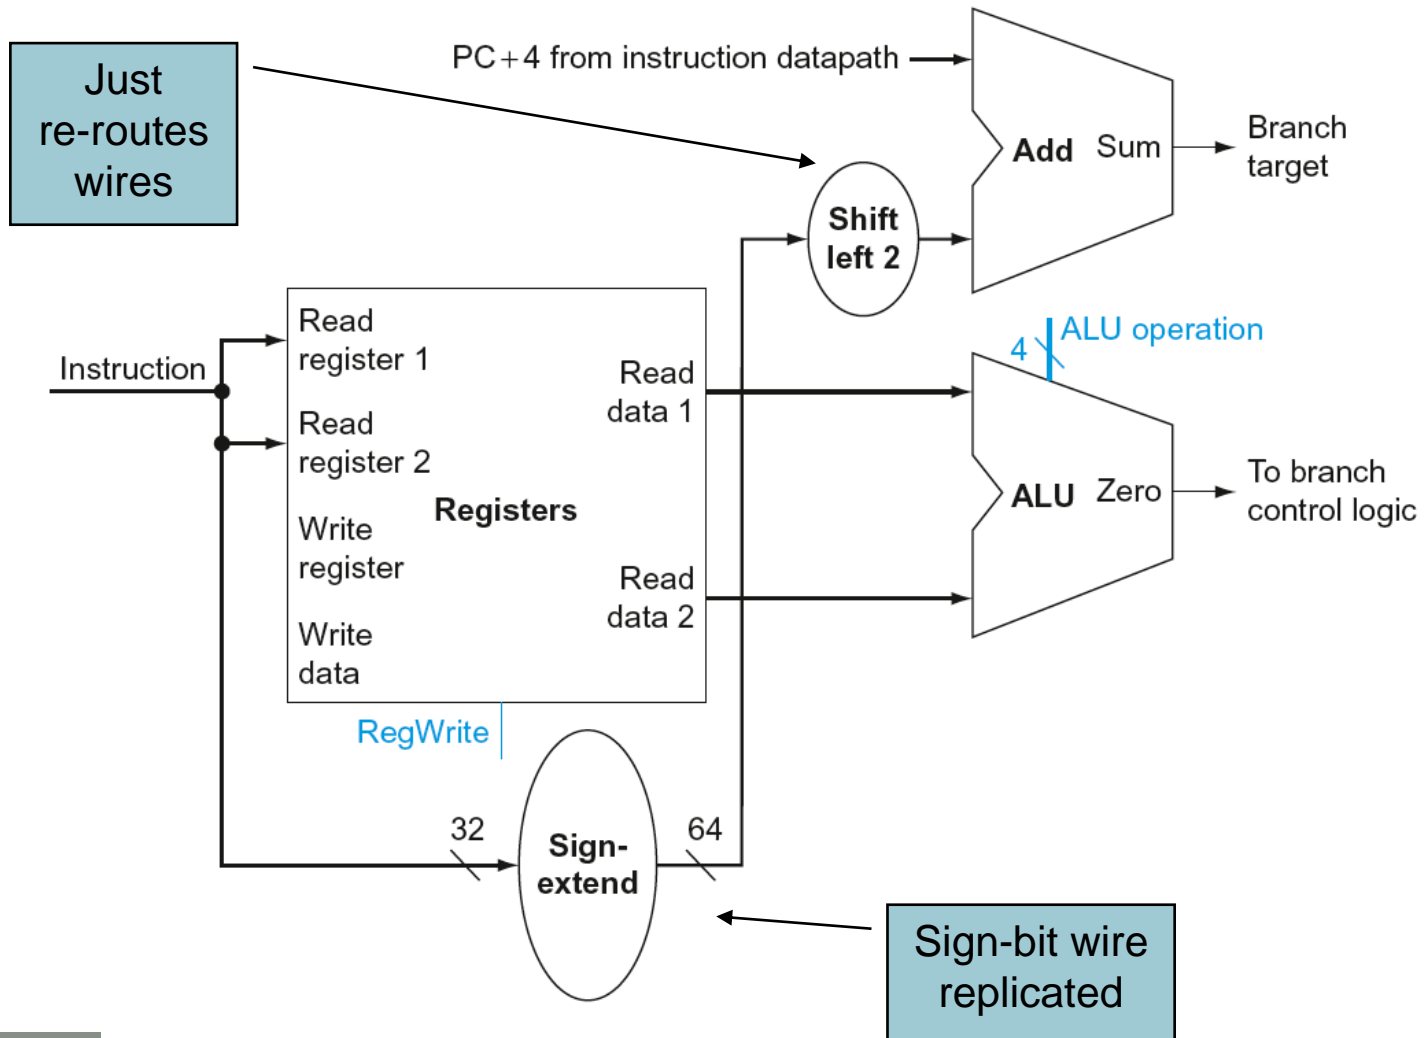 Just
re-routes
wires
PC+4 from instruction datapath
Add
Sum
Branch
target
Shift
left 2
Instruction
Read
register 1
Read
register 2
Write
register
Write
data
Registers
Read
data 1
Read
data 2
RegWrite
4
ALU operation
ALU
Zero
To branch
control logic
32
Sign-
extend
64
Sign-bit wire
replicated